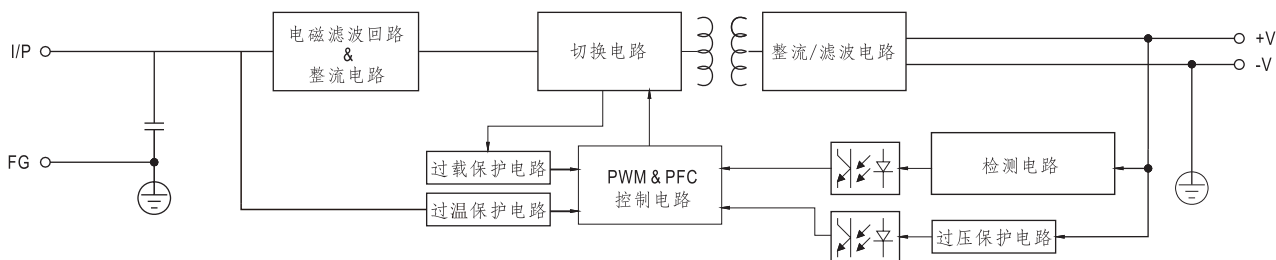 I/P
电磁滤波回路
&
整流电路
切换电路
整流/滤波电路
+V
-V
FG
过载保护电路
过温保护电路
PWM & PFC
控制电路
检测电路
过压保护电路